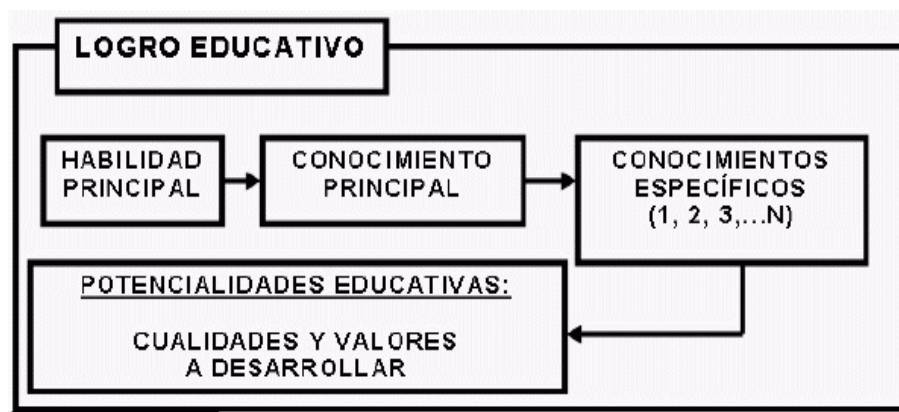 LOGRO EDUCATIVO
HABILIDAD
PRINCIPAL
CONOCIMIENTO
PRINCIPAL
CONOCIMIENTOS
ESPECÍFICOS
(1, 2, 3,...N)
POTENCIALIDADES EDUCATIVAS:
CUALIDADES Y VALORES
A DESARROLLAR